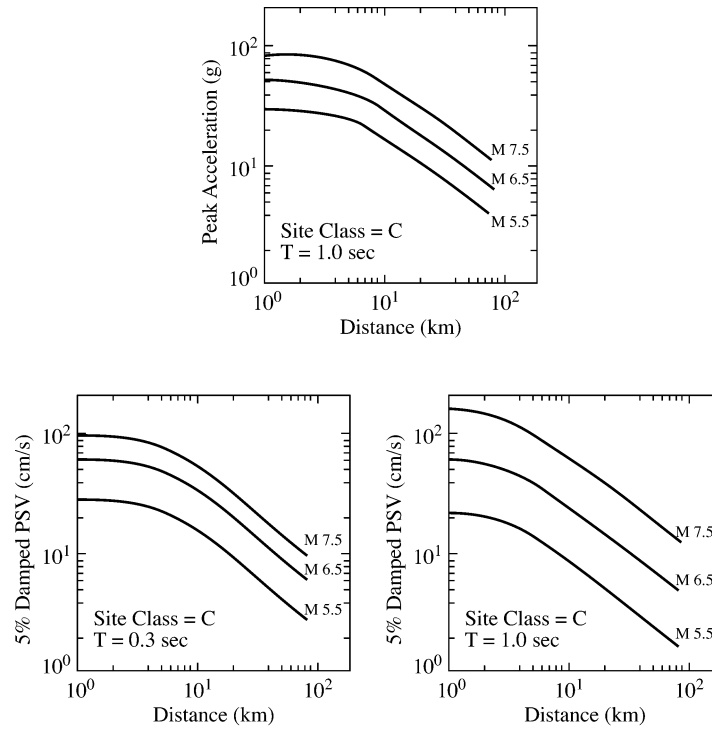 Peak Acceleration (g)
10²
10¹
10⁰
M 7.5
M 6.5
M 5.5
Site Class = C
T = 1.0 sec
10⁰ 10¹ 10²
Distance (km)
5% Damped PSV (cm/s)
10²
10¹
10⁰
M 7.5
M 6.5
M 5.5
Site Class = C
T = 0.3 sec
10⁰ 10¹ 10²
Distance (km)
5% Damped PSV (cm/s)
10²
10¹
10⁰
M 7.5
M 6.5
M 5.5
Site Class = C
T = 1.0 sec
10⁰ 10¹ 10²
Distance (km)